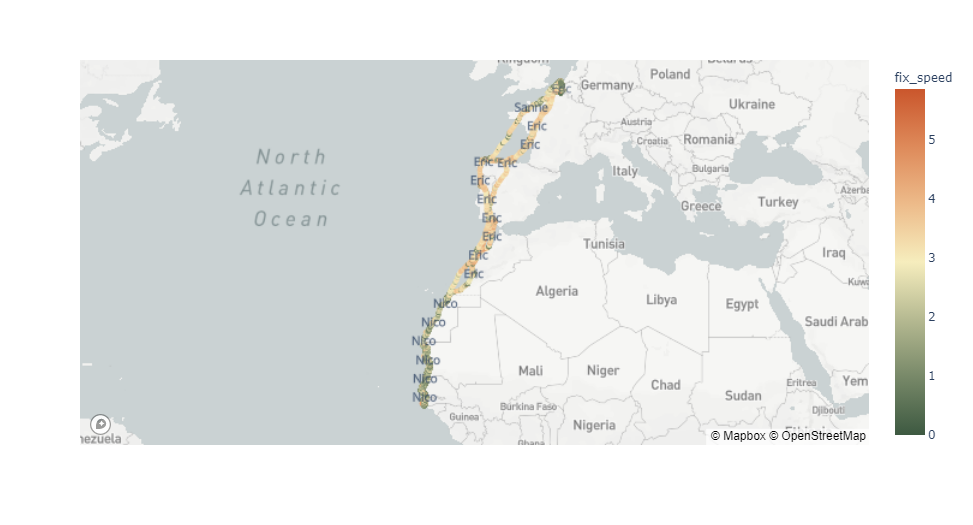 Kingdom
Belarus
Poland
Germany
fix_speed
Sanne
Ukraine
Eric
Austria
5
Eric
Croatia
Romania
Eric
Eric
Bulgaria
North
Italy
Eric
Atlantic
Azerba
4
Eric
Greece
Turkey
Ocean
Eric
Eric
Tunisia
Iraq
Eric
3
Eric
Kuwa
Algeria
Libya
Egypt
Nico
2
Nico
Saudi Arab
Nico
Nico
Mali
Niger
1
Nico
Chad
Eritrea
Yem
Nico
Sudan
Burkina Faso
Djibouti
Guinea
Nigeria
nezuela
Ghana
© Mapbox © OpenStreetMap
0